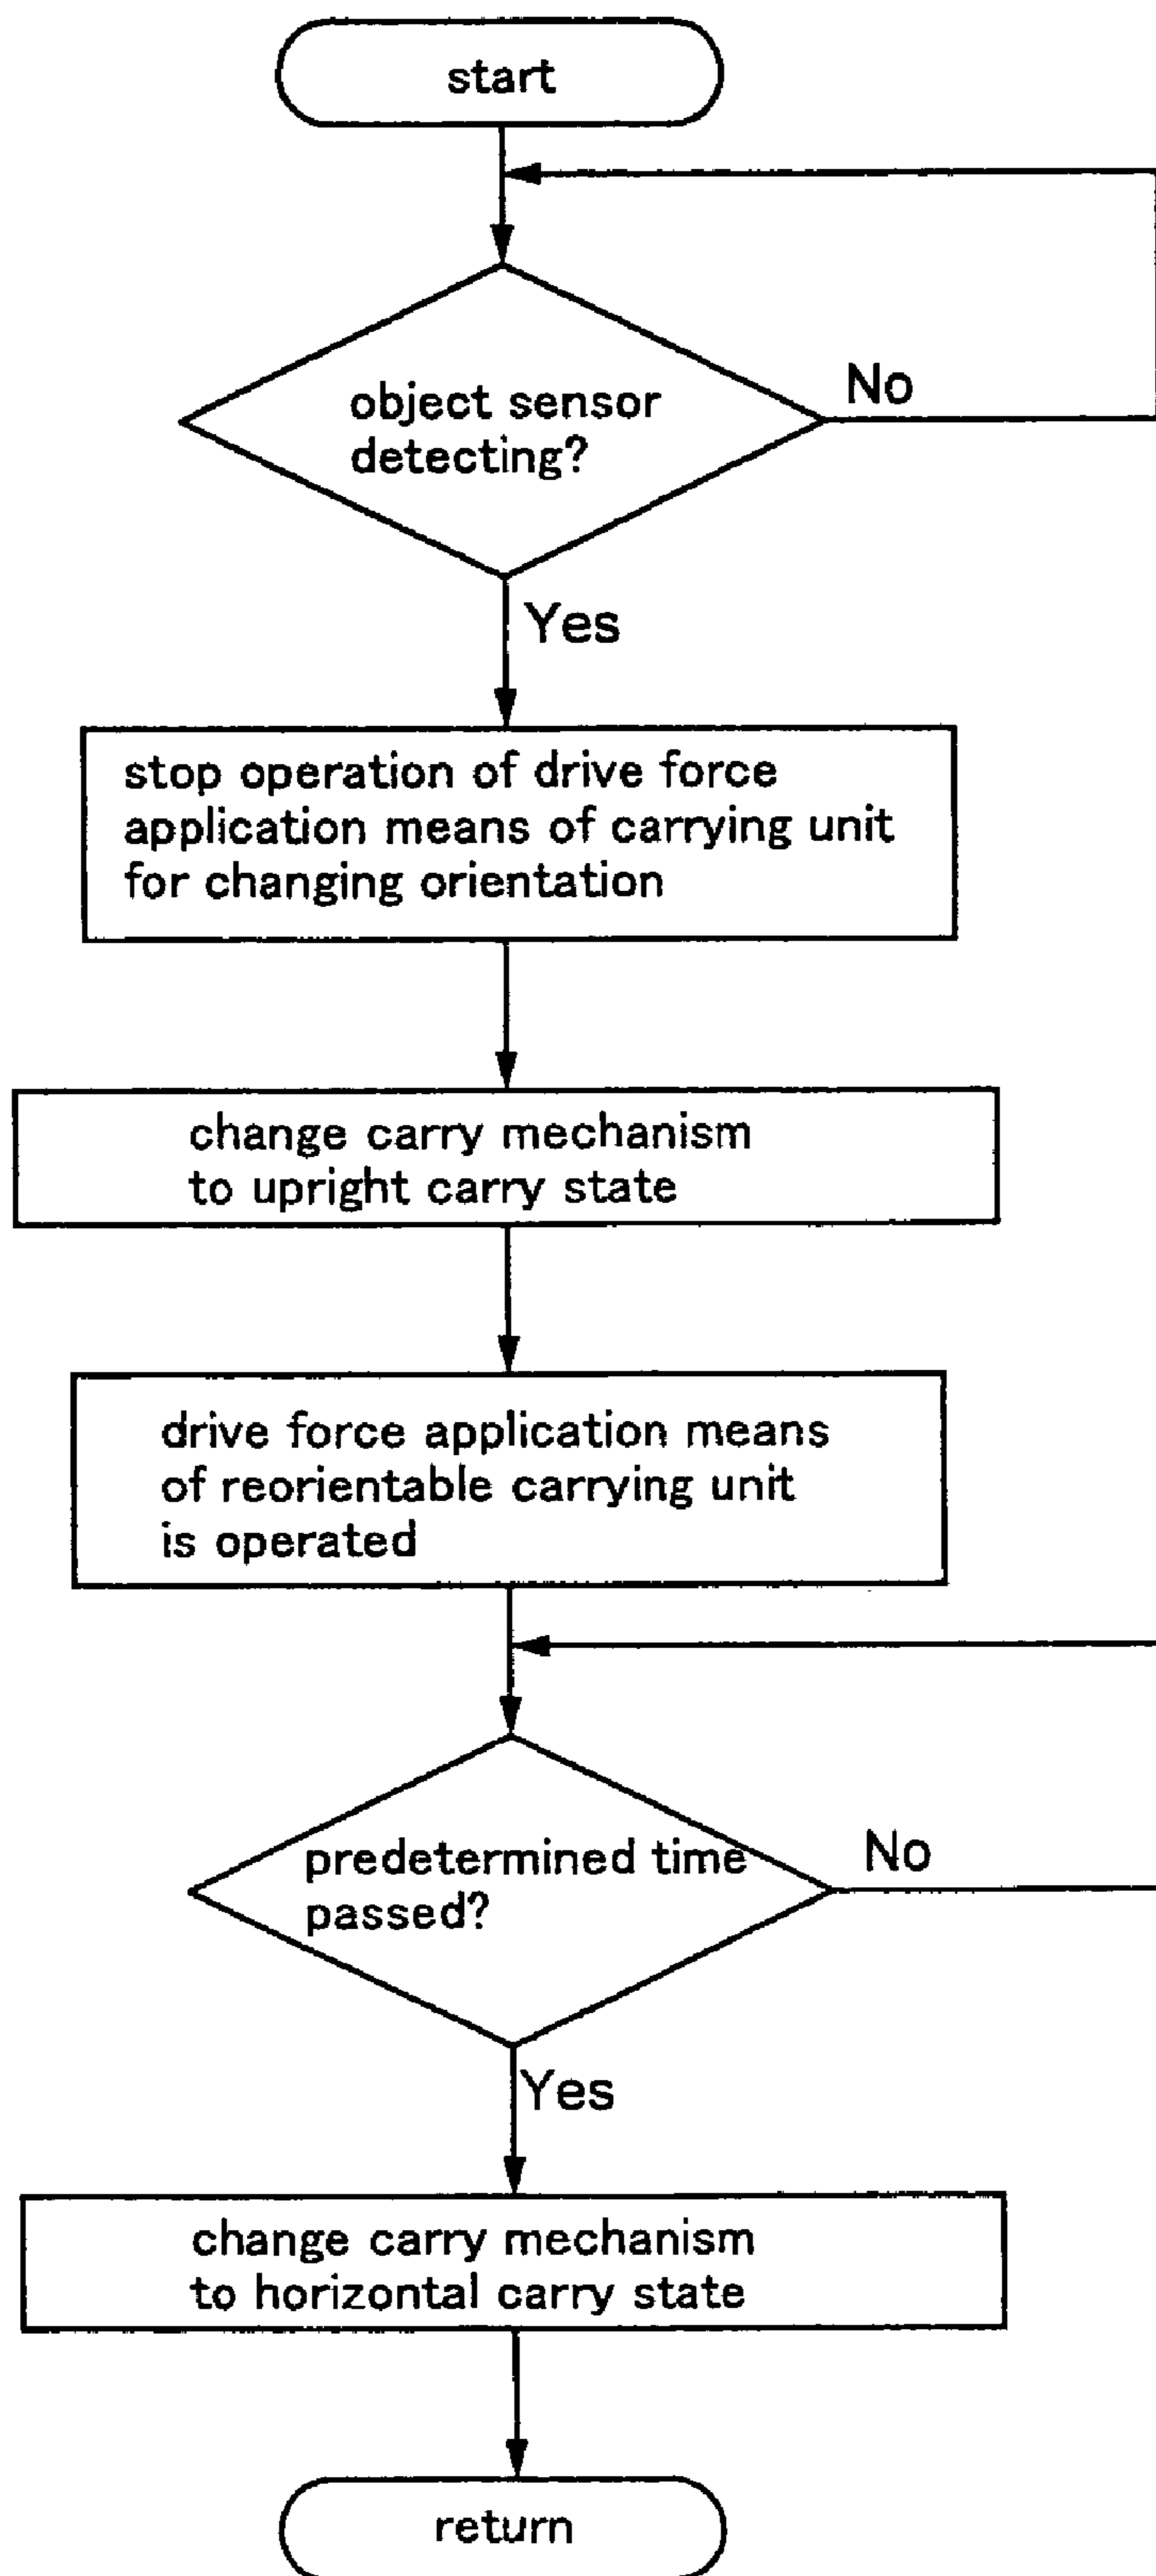 start
object sensor
detecting?
No
Yes
stop operation of drive force
application means of carrying unit
for changing orientation
change carry mechanism
to upright carry state
drive force application means
of reorientable carrying unit
is operated
predetermined time
passed?
No
Yes
change carry mechanism
to horizontal carry state
return